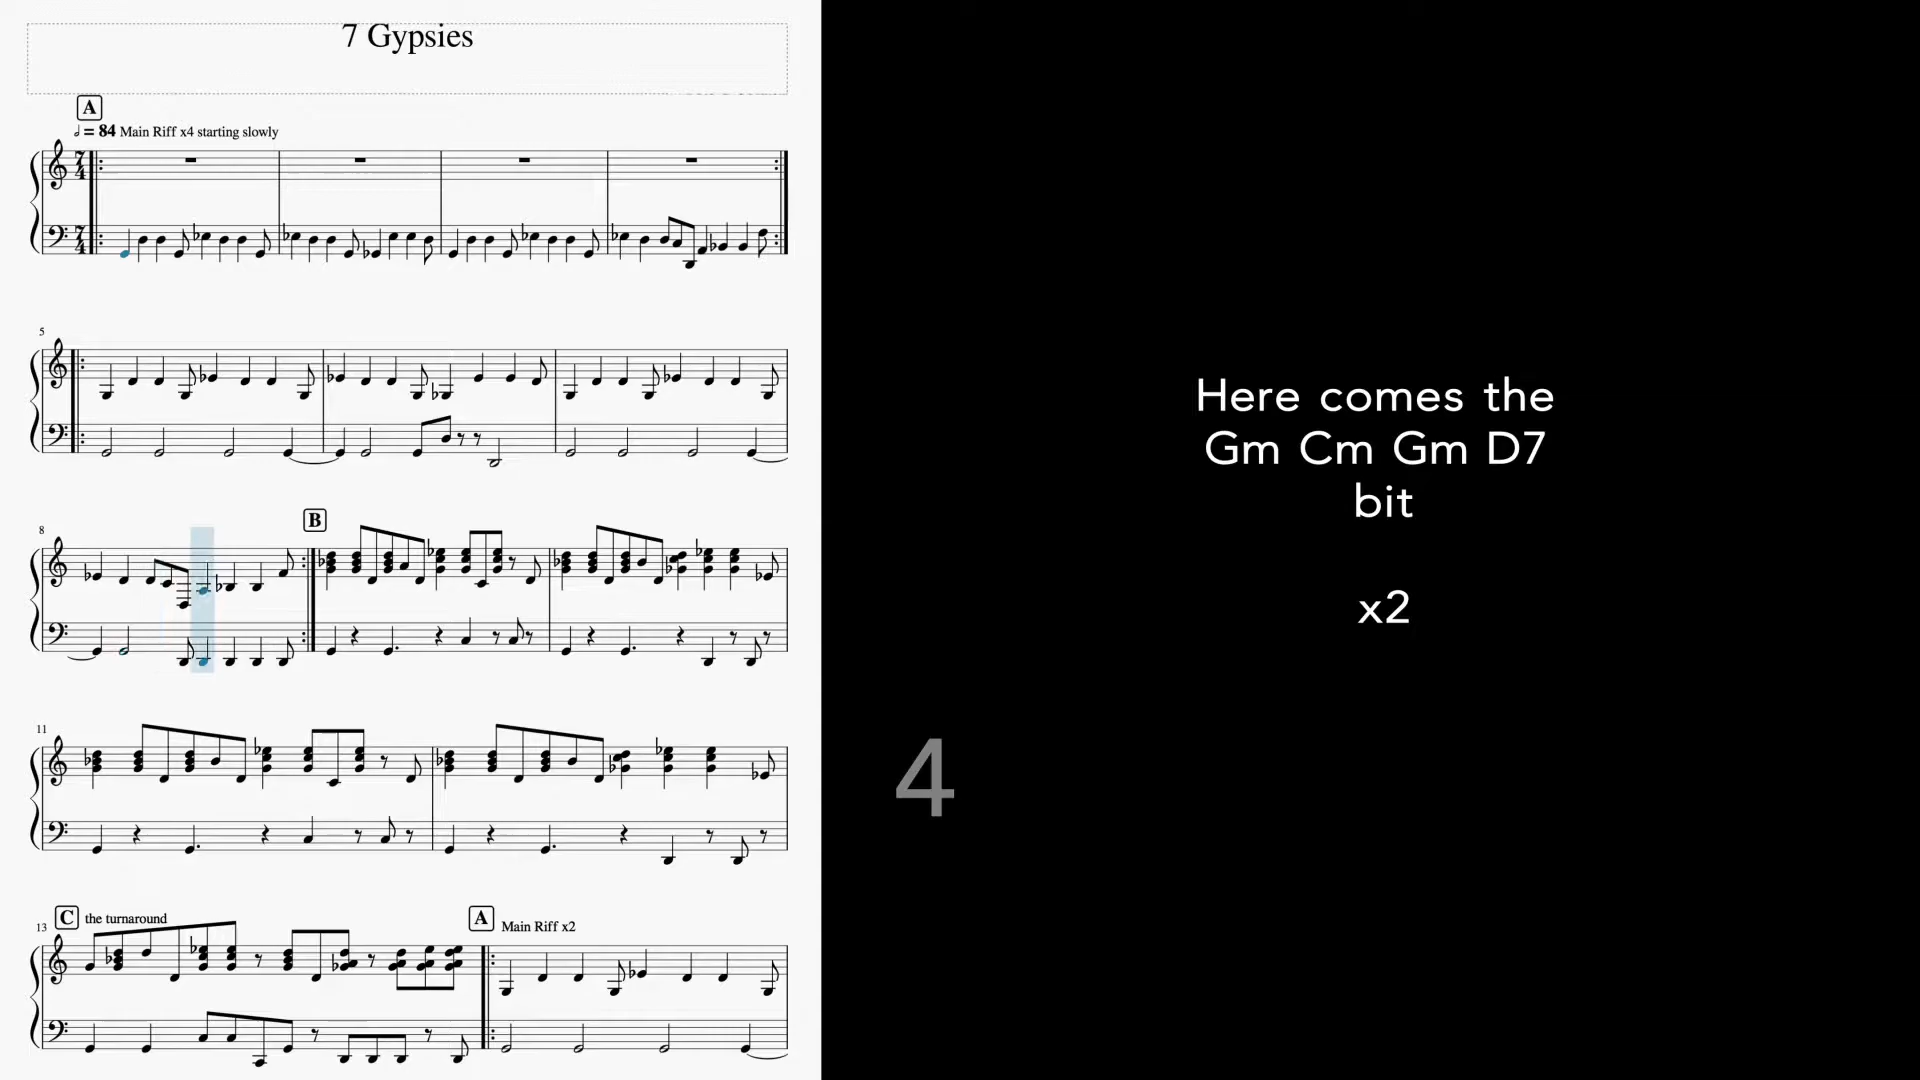 7 Gypsies
A
𝅗𝅥 = 84 Main Riff x4 starting slowly
7
4
7
4
5
8
B
11
13
C the turnaround
A Main Riff x2
Here comes the
Gm Cm Gm D7
bit
x2
4